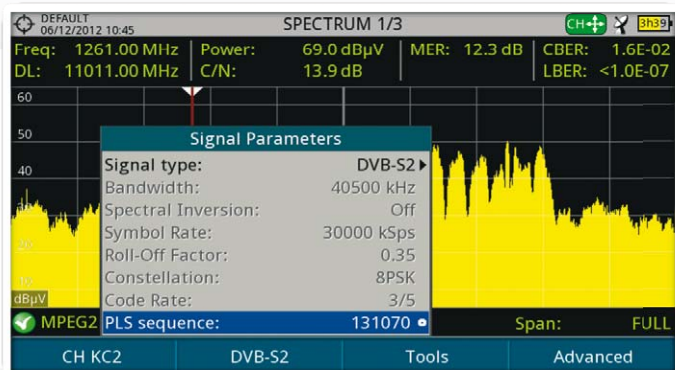 DEFAULT
06/12/2012 10:45
SPECTRUM 1/3
CH
3h39
Freq: 1261.00 MHz Power: 69.0 dBµV MER: 12.3 dB CBER: 1.6E-02
DL: 11011.00 MHz C/N: 13.9 dB LBER: <1.0E-07
60
50
40
dBµV
Signal Parameters
Signal type: DVB-S2
Bandwidth: 40500 kHz
Spectral Inversion: Off
Symbol Rate: 30000 kSps
Roll-Off Factor: 0.35
Constellation: 8PSK
Code Rate: 3/5
PLS sequence: 131070
MPEG2
Span: FULL
CH KC2 DVB-S2 Tools Advanced